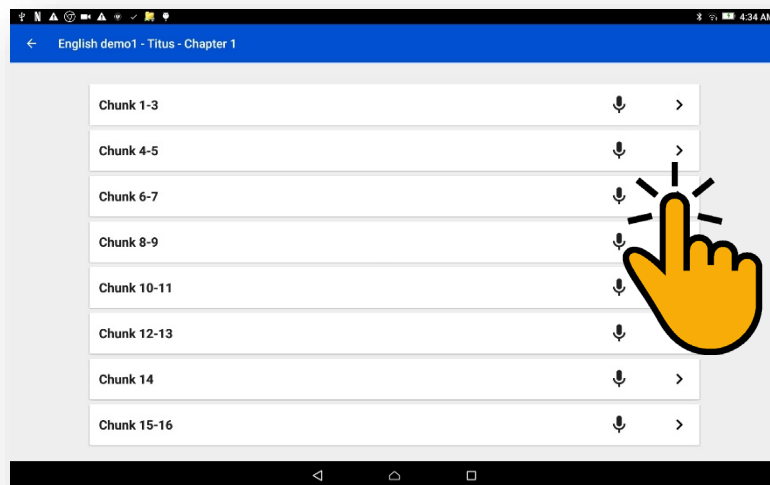 4:34 AM
English demo1 - Titus - Chapter 1
Chunk 1-3
Chunk 4-5
Chunk 6-7
Chunk 8-9
Chunk 10-11
Chunk 12-13
Chunk 14
Chunk 15-16